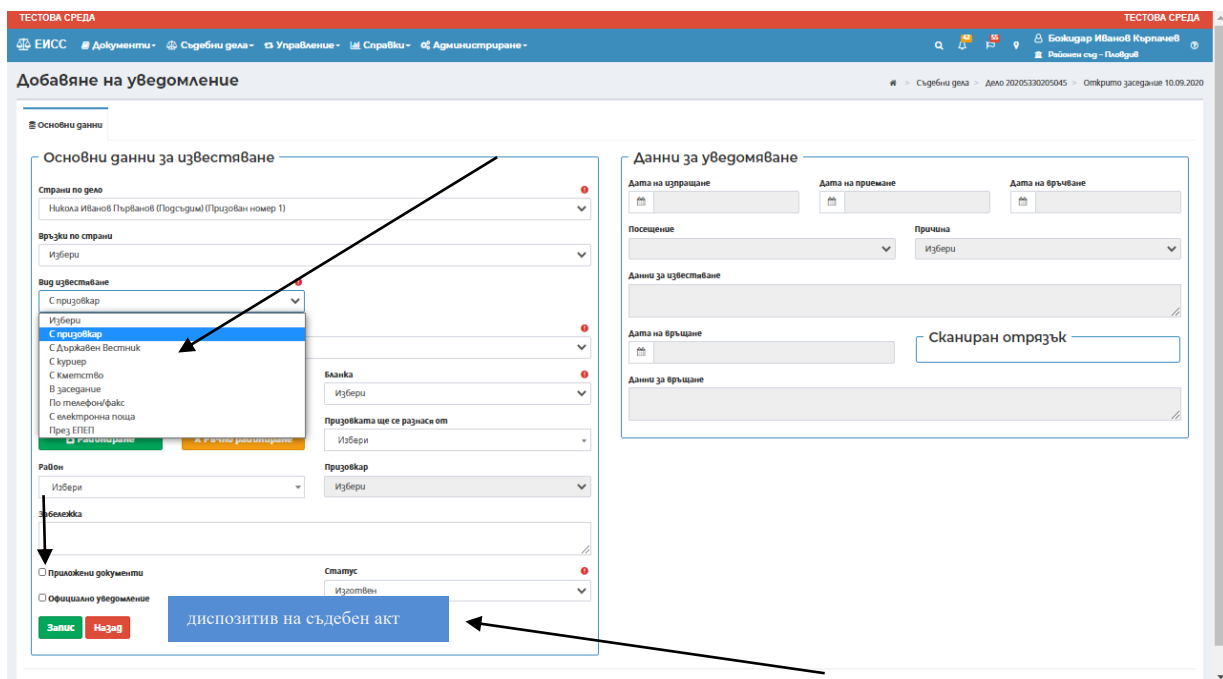 ТЕСТОВА СРЕДА ТЕСТОВА СРЕДА
ЕИСС Документи Съдебни дела Управление Справки Администриране 42 55 Божидар Иванов Кърпачев
Районен съд - Пловдив
Добавяне на уведомление
> Съдебни дела > Дело 20205330205045 > Открито заседание 10.09.2020
Основни данни
Основни данни за известяване
Страни по дело
Никола Иванов Първанов (Подсъдим) (Призован номер 1)
Връзки по страни
Избери
Вид известяване
С призовкар
Избери
С призовкар
С Държавен Вестник
С куриер
С Кметство
В заседание
По телефон/факс
С електронна поща
През ЕПЕП
Бланка
Избери
Призовката ще се разнася от
Избери
Райониране Ръчно райониране
Район
Избери
Призовкар
Избери
Забележка
Приложени документи
Официално уведомление
Статус
Изготвен
диспозитив на съдебен акт
Запис Назад
Данни за уведомяване
Дата на изпращане Дата на приемане Дата на връчване
Посещение Причина
Избери
Данни за известяване
Дата на връщане
Сканиран отрязък
Данни за връщане